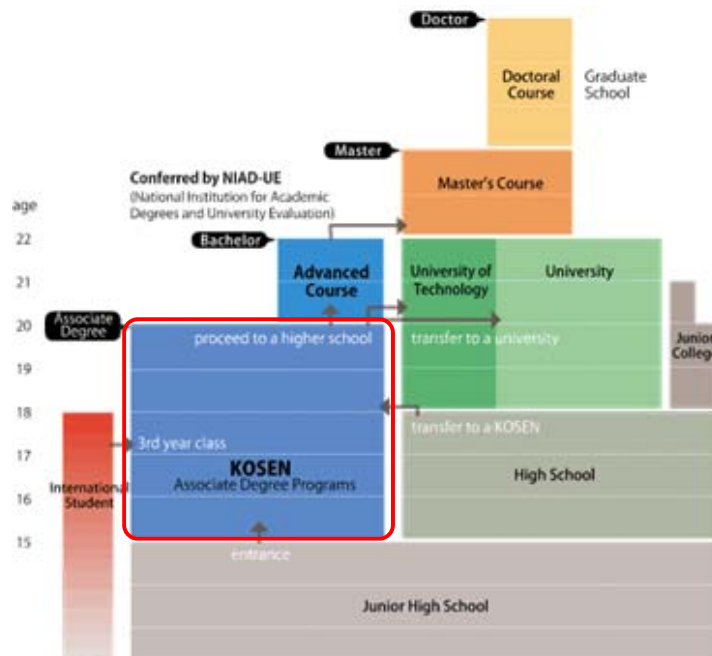 Doctor
Doctoral
Course
Graduate
School
Master
Master's Course
Conferred by NIAD-UE
(National Institution for Academic
Degrees and University Evaluation)
age
22
Bachelor
Advanced
Course
University of
Technology
University
21
Associate
Degree
20
proceed to a higher school
transfer to a university
Junior
College
19
18
transfer to a KOSEN
3rd year class
17
KOSEN
Associate Degree Programs
High School
International
Student
16
15
entrance
Junior High School